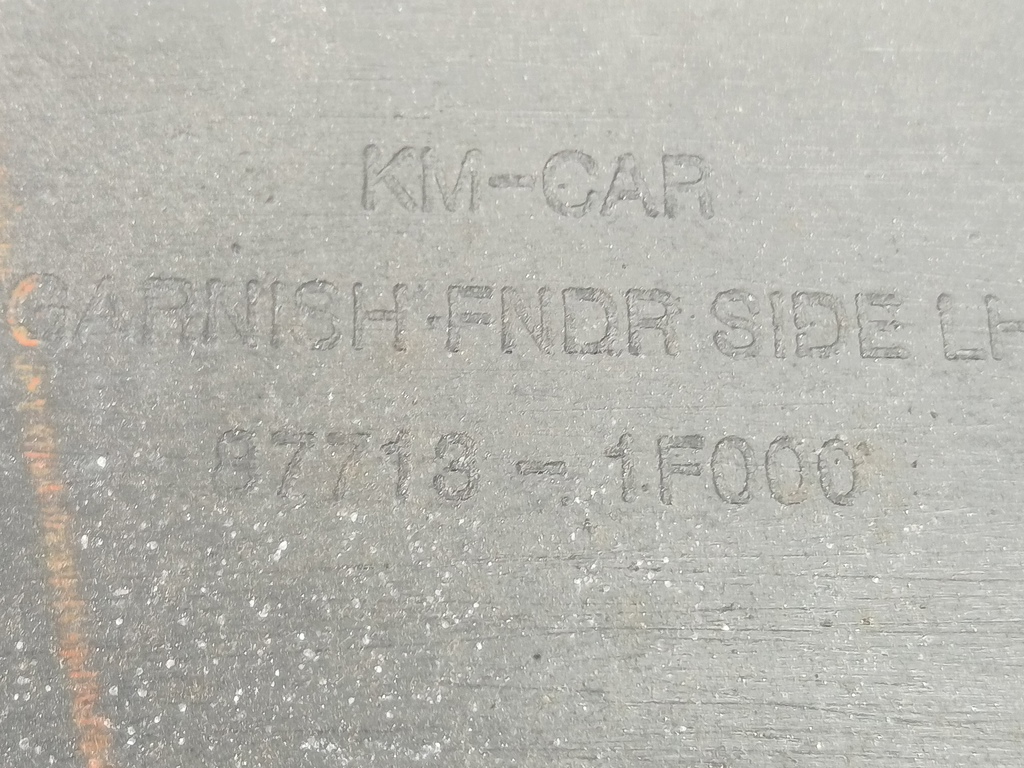 KM-CAR
GARNISH-FNDR SIDE LH
87713-1F000